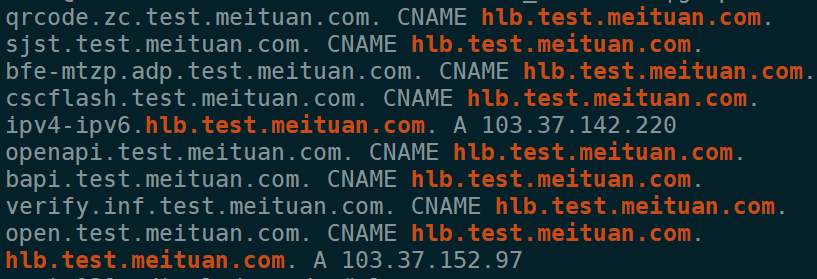 qrcode.zc.test.meituan.com. CNAME hlb.test.meituan.com.
sjst.test.meituan.com. CNAME hlb.test.meituan.com.
bfe-mtzp.adp.test.meituan.com. CNAME hlb.test.meituan.com.
cscflash.test.meituan.com. CNAME hlb.test.meituan.com.
ipv4-ipv6.hlb.test.meituan.com. A 103.37.142.220
openapi.test.meituan.com. CNAME hlb.test.meituan.com.
bapi.test.meituan.com. CNAME hlb.test.meituan.com.
verify.inf.test.meituan.com. CNAME hlb.test.meituan.com.
open.test.meituan.com. CNAME hlb.test.meituan.com.
hlb.test.meituan.com. A 103.37.152.97